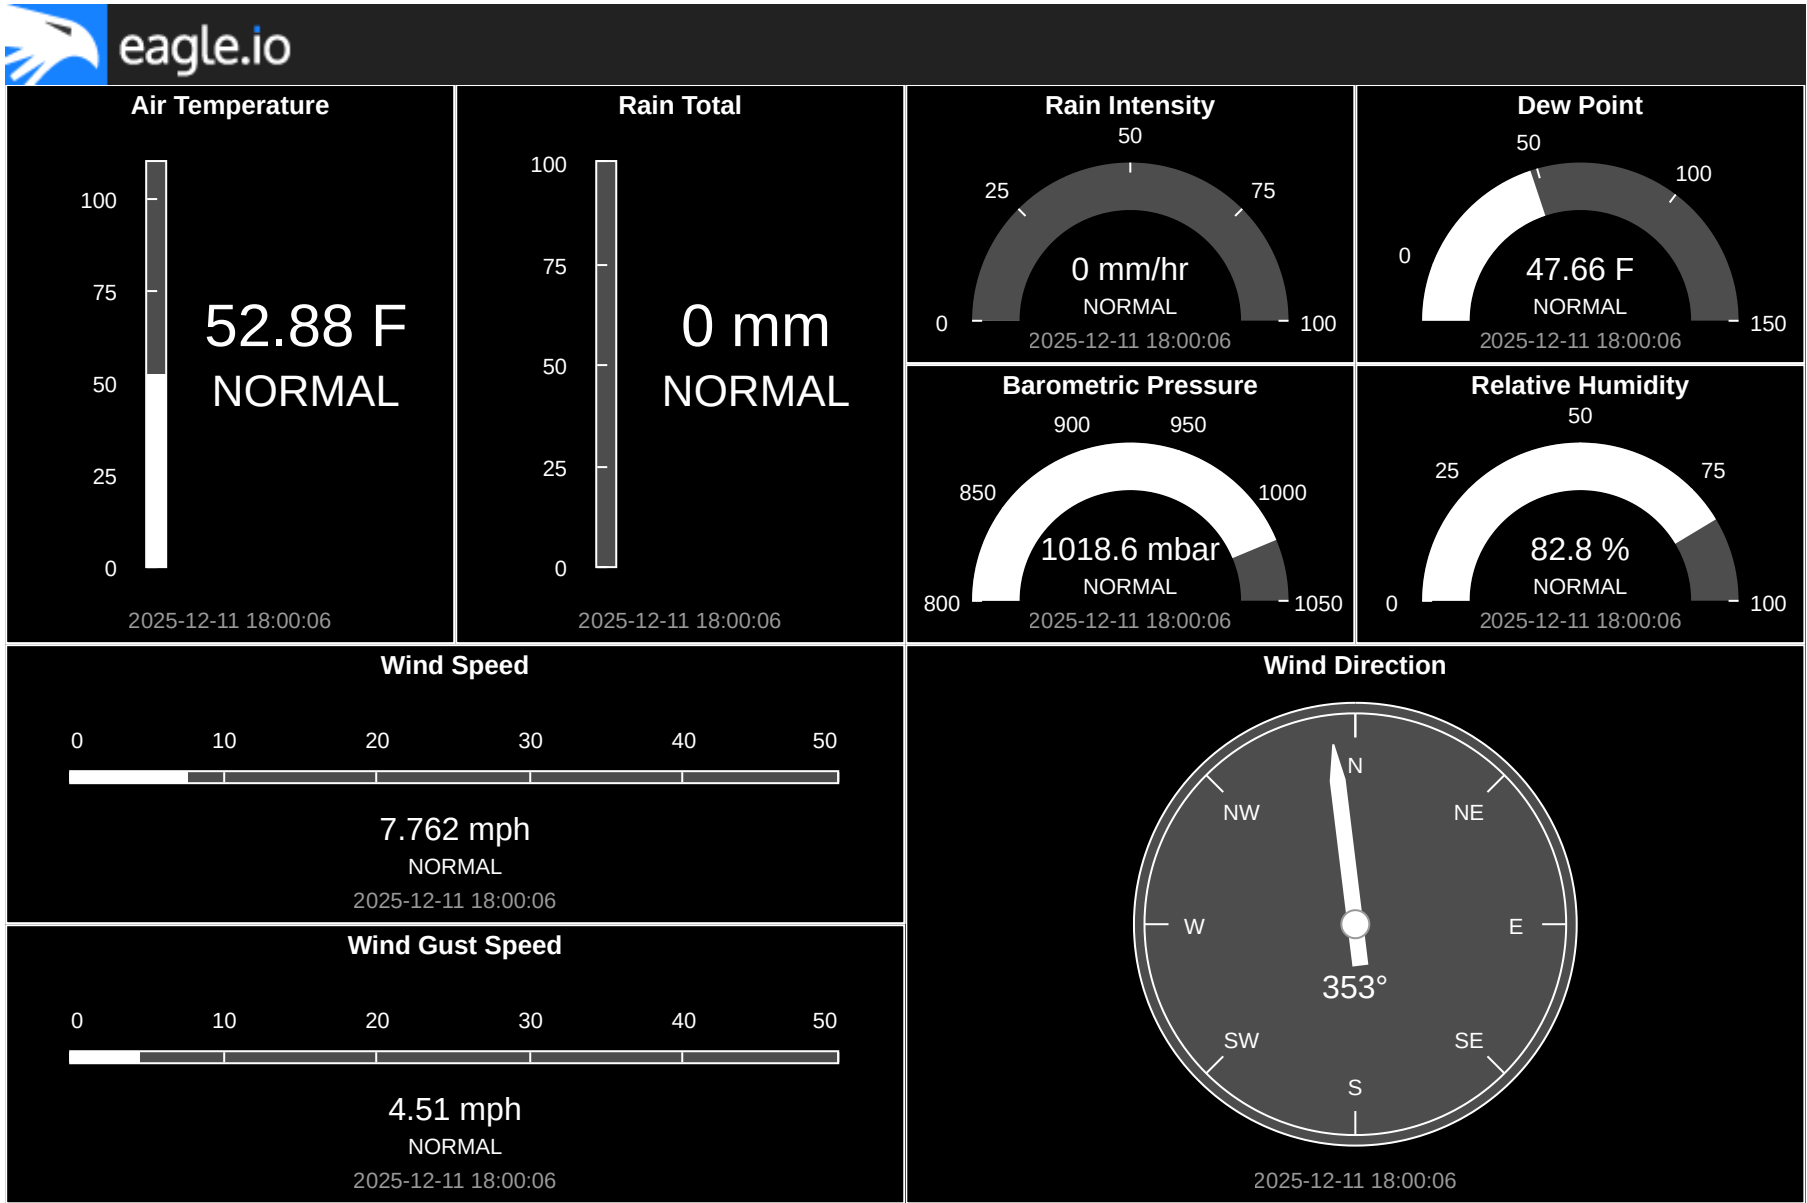 eagle.io
Air Temperature
100
75
50
25
0
52.88 F
NORMAL
2025-12-11 18:00:06
Rain Total
100
75
50
25
0
0 mm
NORMAL
2025-12-11 18:00:06
Rain Intensity
50
25
75
0
100
0 mm/hr
NORMAL
2025-12-11 18:00:06
Dew Point
50
100
0
150
47.66 F
NORMAL
2025-12-11 18:00:06
Barometric Pressure
900
950
850
1000
800
1050
1018.6 mbar
NORMAL
2025-12-11 18:00:06
Relative Humidity
50
25
75
0
100
82.8 %
NORMAL
2025-12-11 18:00:06
Wind Speed
0 10 20 30 40 50
7.762 mph
NORMAL
2025-12-11 18:00:06
Wind Gust Speed
0 10 20 30 40 50
4.51 mph
NORMAL
2025-12-11 18:00:06
Wind Direction
N
NW
NE
W
E
353°
SW
SE
S
2025-12-11 18:00:06